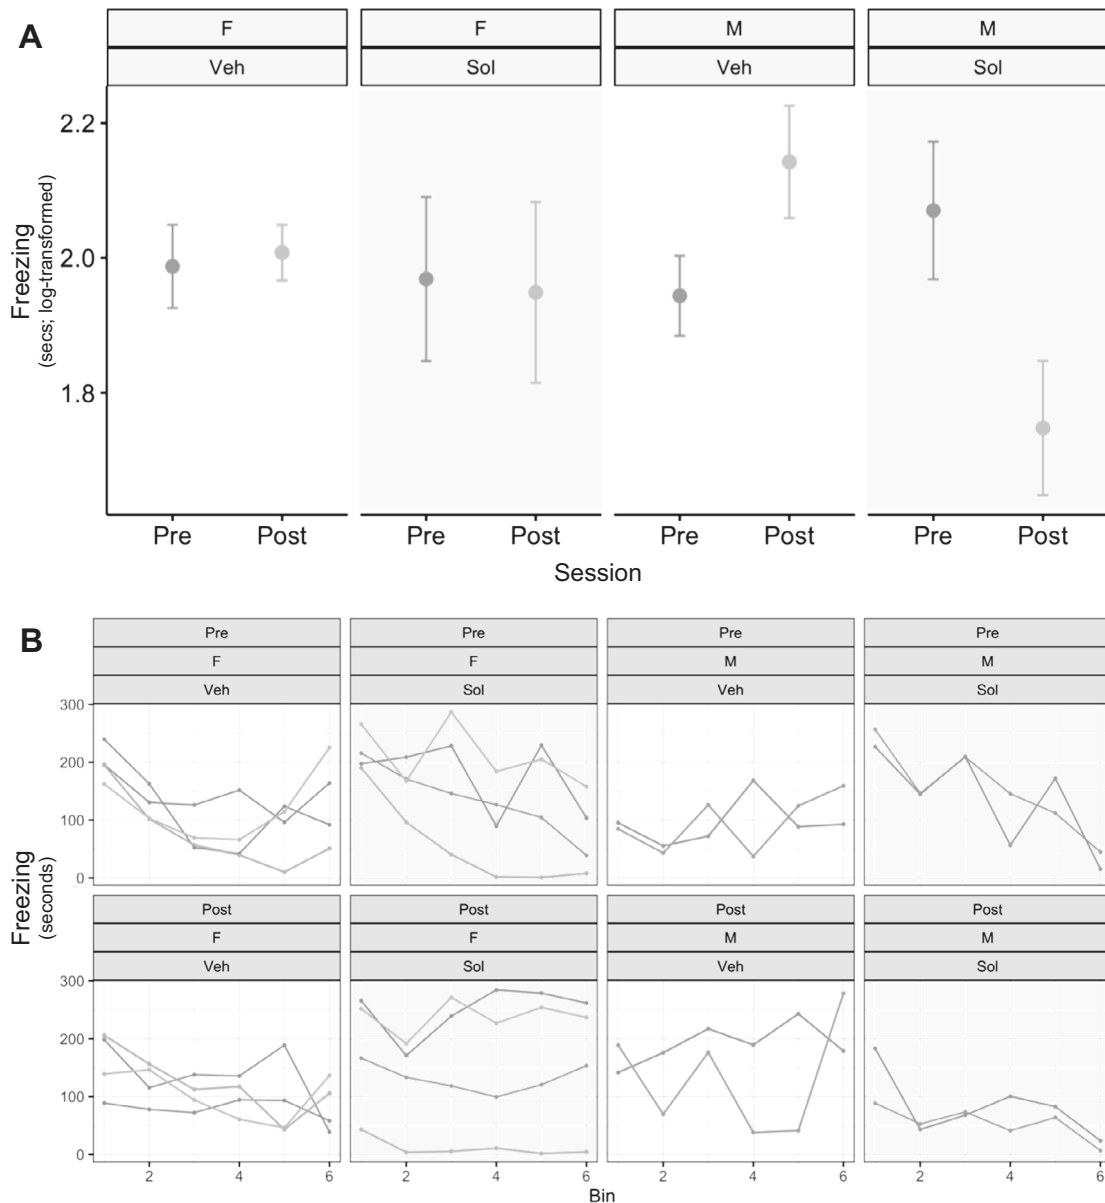 A
F F M M
Veh Sol Veh Sol
2.2
2.0
1.8
Freezing
(secs; log-transformed)
Pre Post Pre Post Pre Post Pre Post
Session
B
Pre Pre Pre Pre
F F M M
Veh Sol Veh Sol
300
200
100
0
Freezing
(seconds)
Post Post Post Post
F F M M
Veh Sol Veh Sol
300
200
100
0
2 4 6 2 4 6 2 4 6 2 4 6
Bin